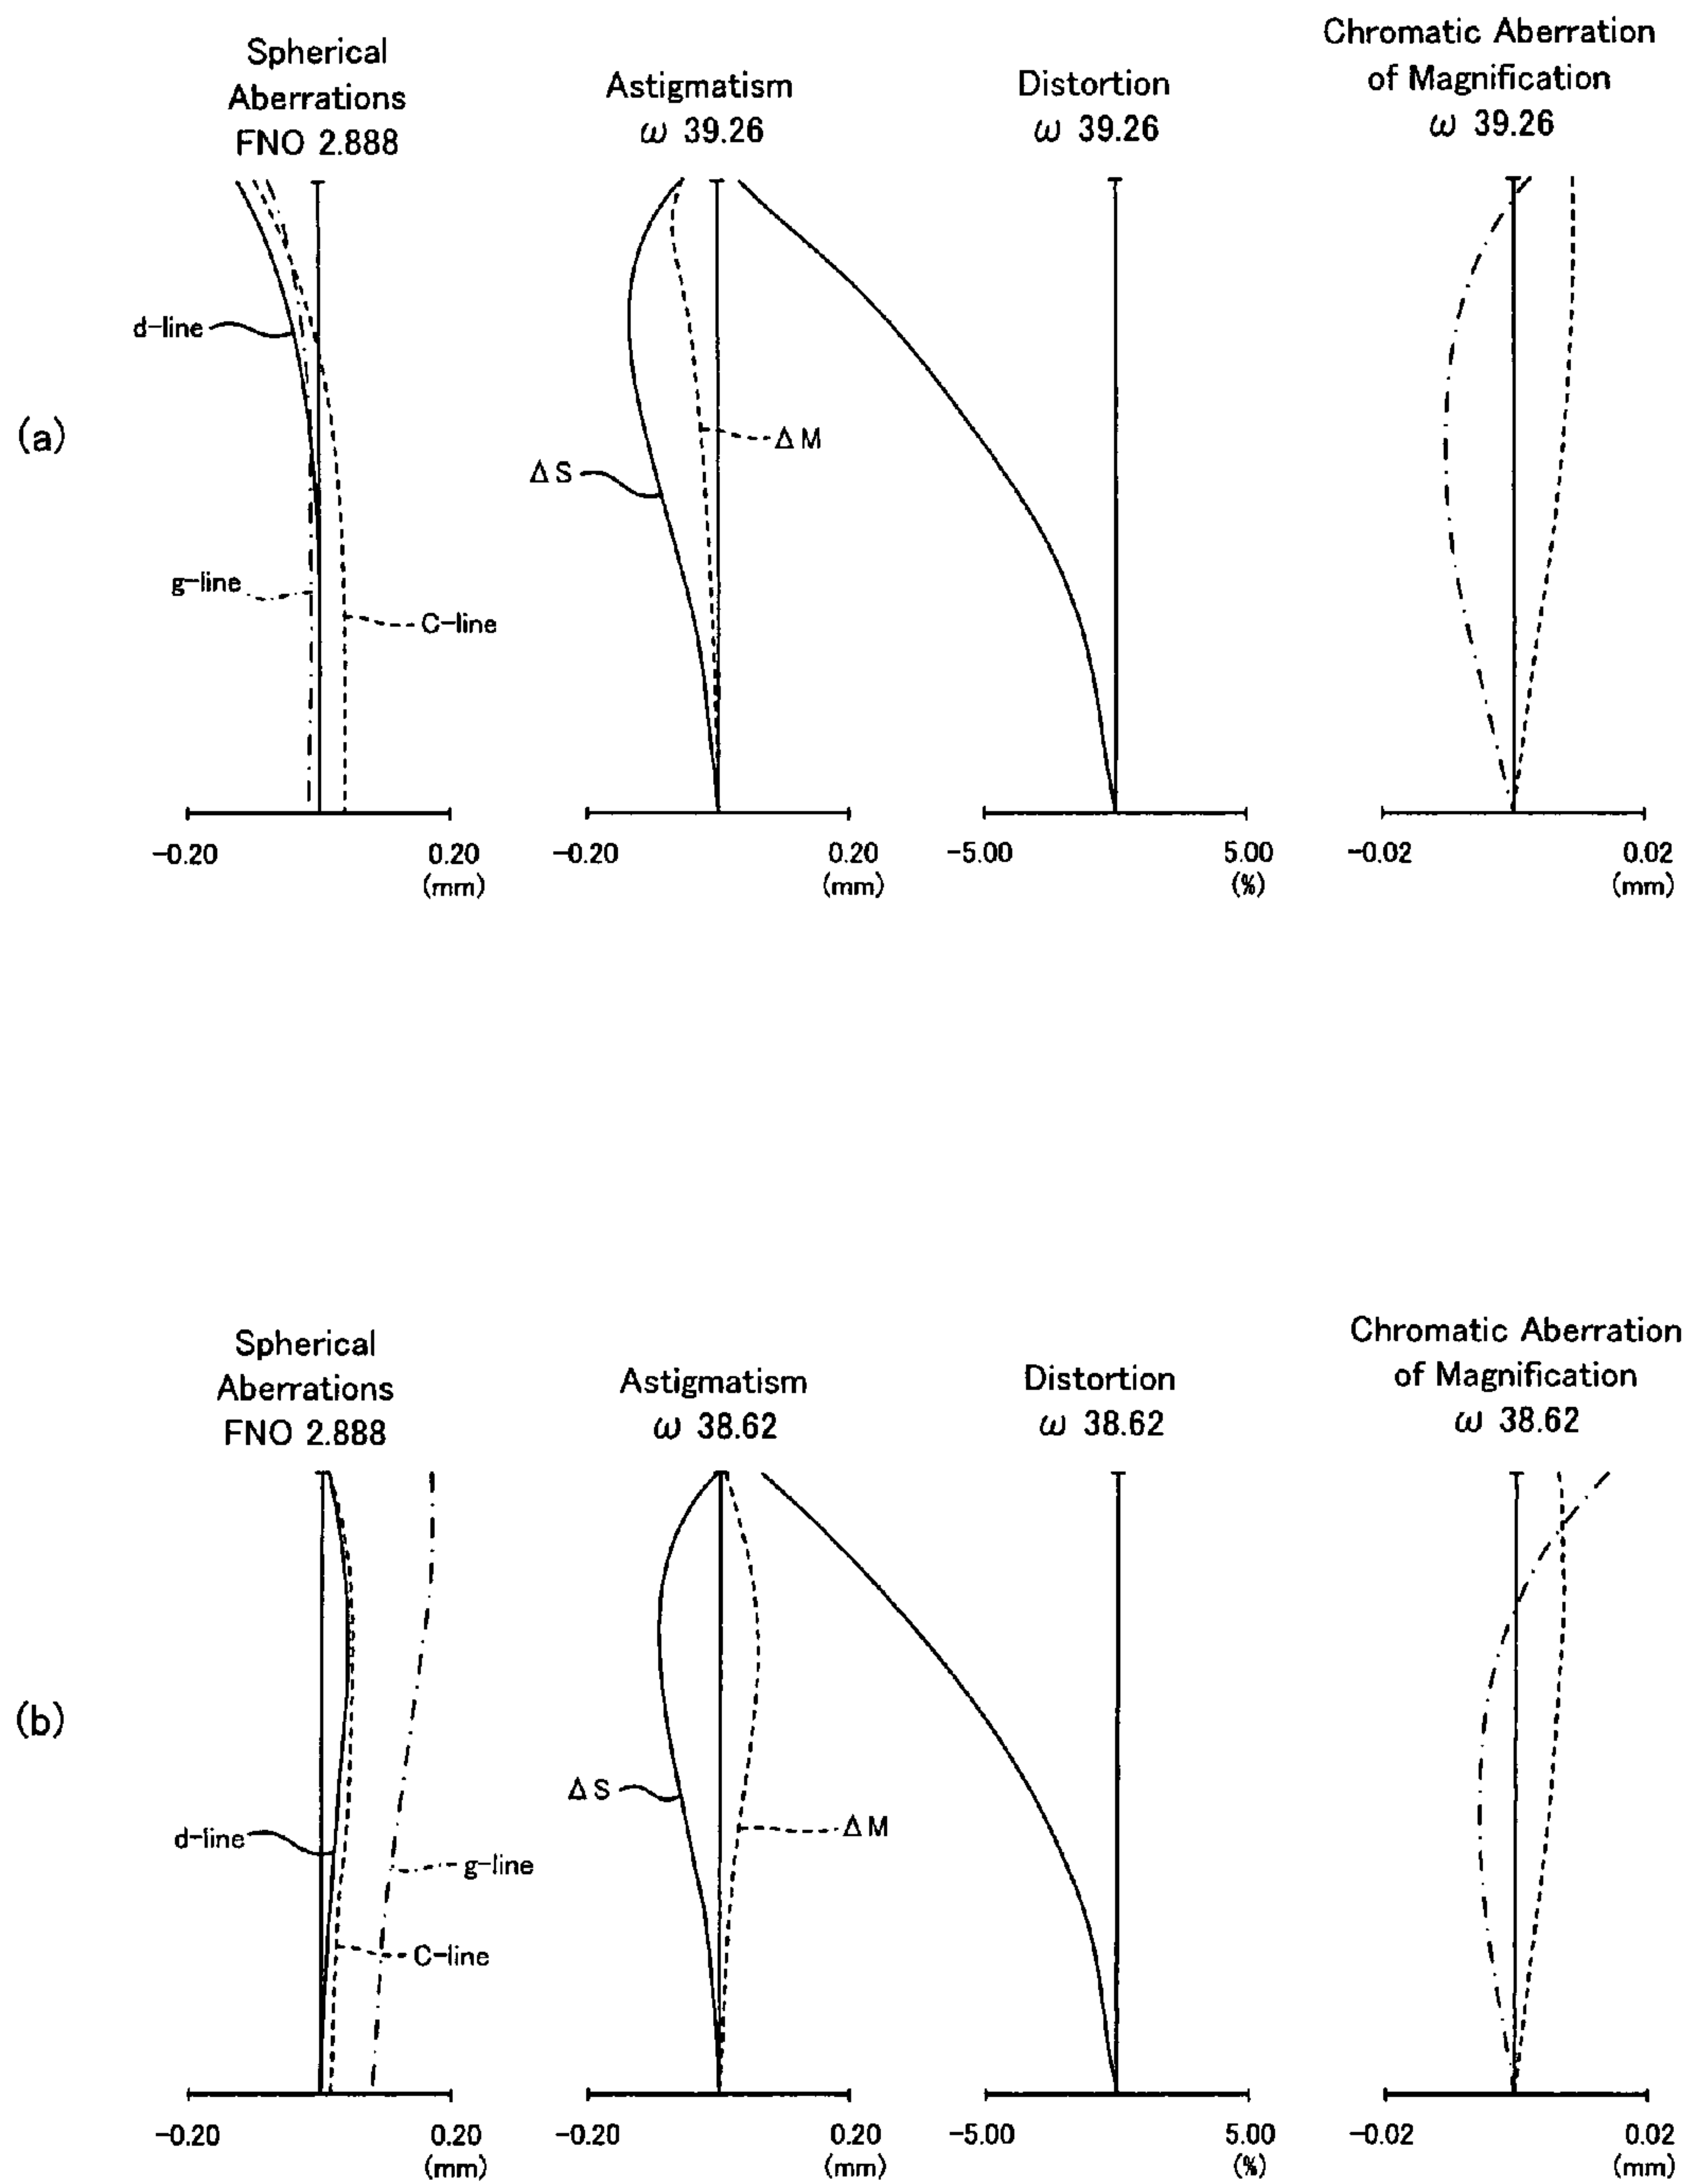 Spherical
Aberrations
FNO 2.888
Astigmatism
ω 39.26
Distortion
ω 39.26
Chromatic Aberration
of Magnification
ω 39.26
(a)
d-line
g-line
C-line
ΔS
ΔM
-0.20
0.20
(mm)
-0.20
0.20
(mm)
-5.00
5.00
(%)
-0.02
0.02
(mm)
Spherical
Aberrations
FNO 2.888
Astigmatism
ω 38.62
Distortion
ω 38.62
Chromatic Aberration
of Magnification
ω 38.62
(b)
d-line
g-line
C-line
ΔS
ΔM
-0.20
0.20
(mm)
-0.20
0.20
(mm)
-5.00
5.00
(%)
-0.02
0.02
(mm)